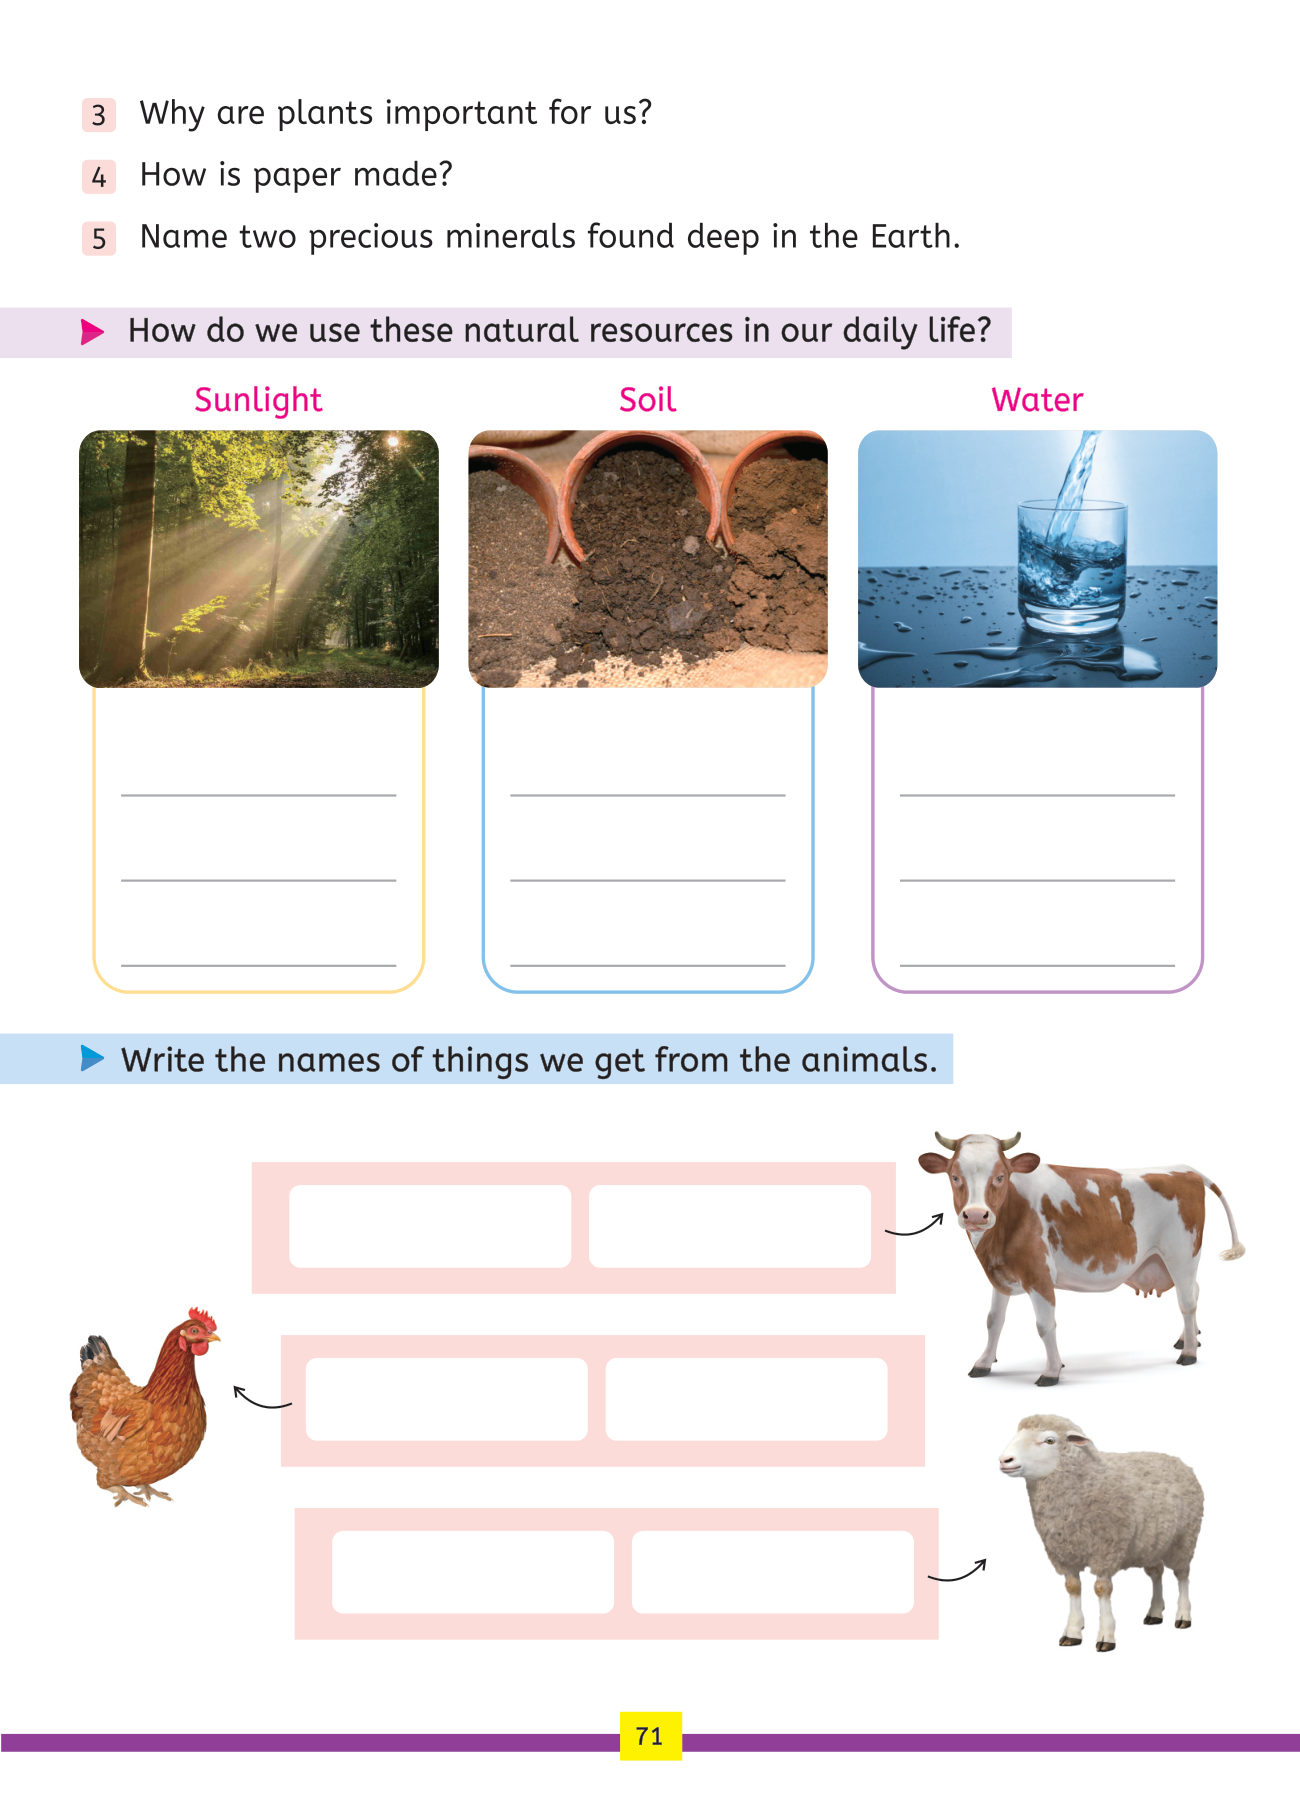 3 Why are plants important for us?
4 How is paper made?
5 Name two precious minerals found deep in the Earth.
How do we use these natural resources in our daily life?
Sunlight Soil Water
Write the names of things we get from the animals.
71